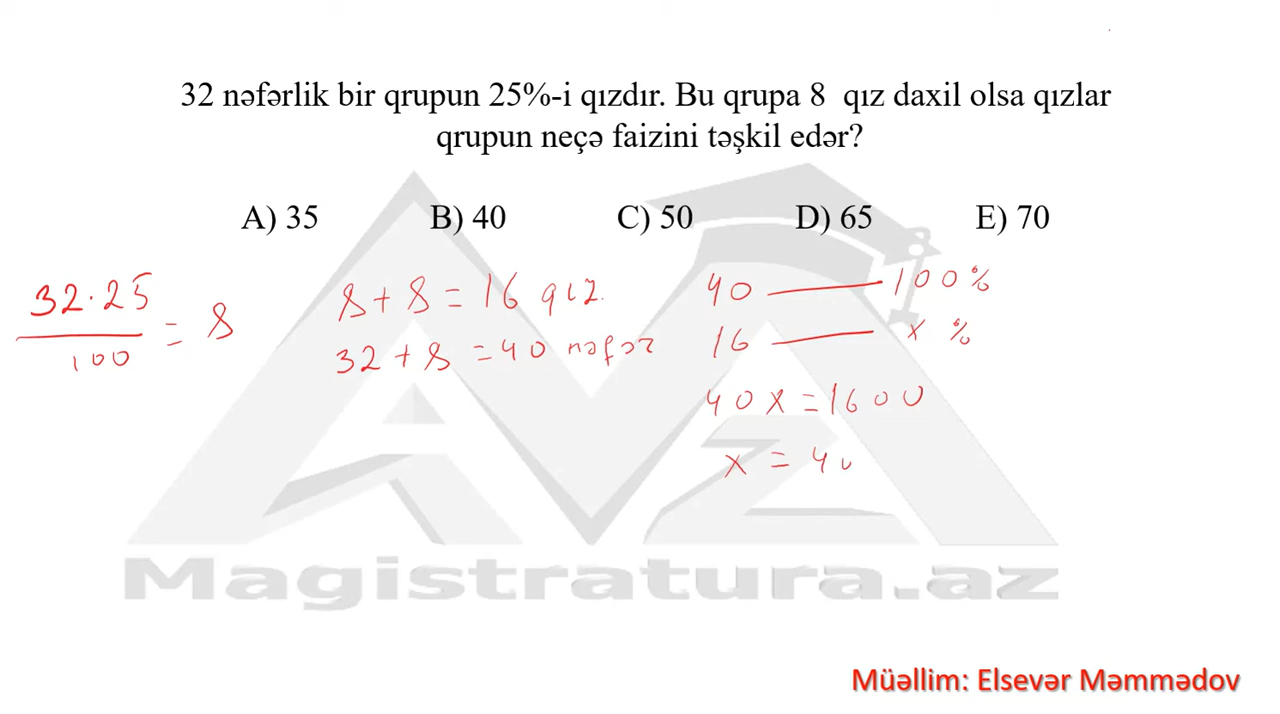 32 nəfərlik bir qrupun 25%-i qızdır. Bu qrupa 8 qız daxil olsa qızlar
qrupun neçə faizini təşkil edər?
A) 35 B) 40 C) 50 D) 65 E) 70
32·25
100
= 8
8 + 8 = 16 qız.
32 + 8 = 40 nəfər
40 — 100%
16 — x %
40 x = 1600
x = 40
Magistratura.az
Müəllim: Elsevər Məmmədov